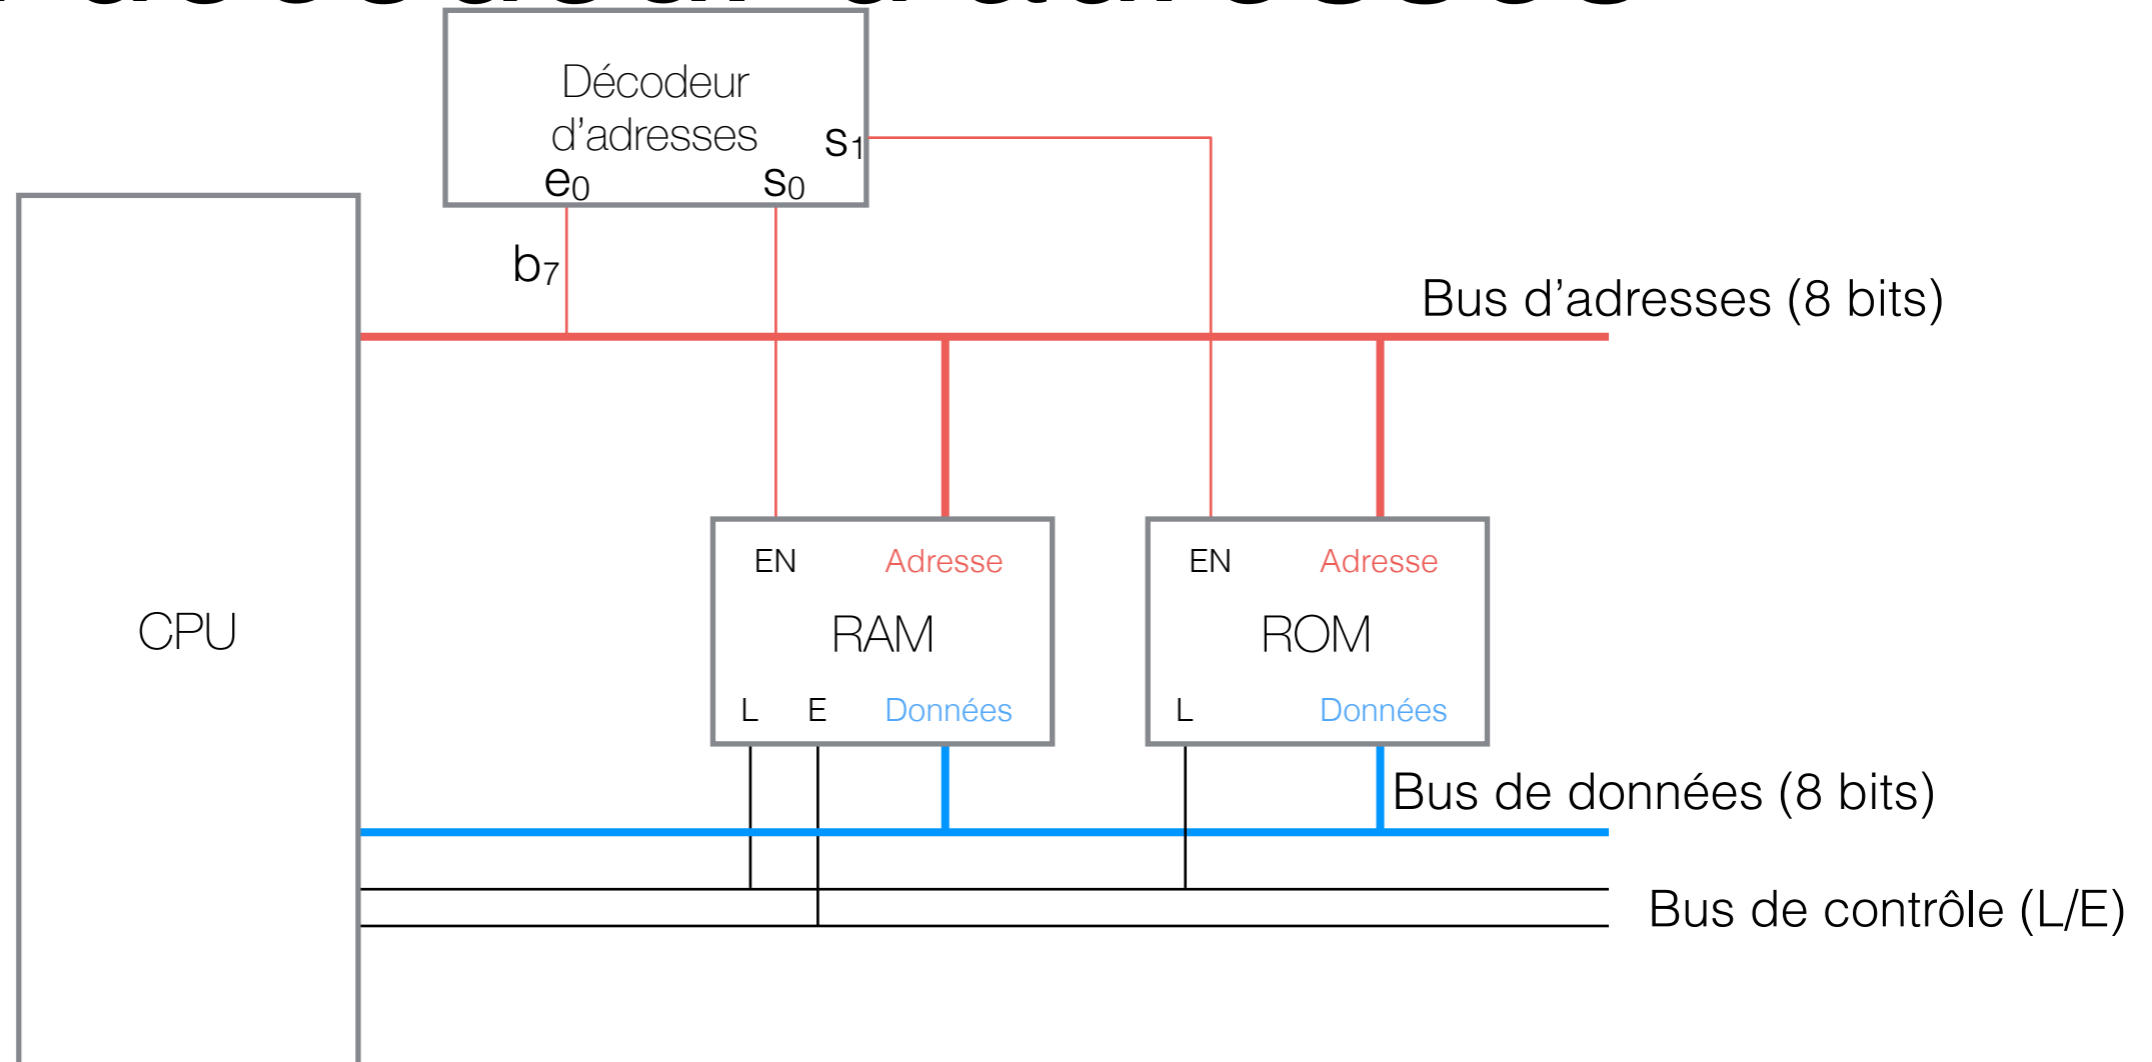 Décodeur
d'adresses
s1
e0 s0
b7
Bus d'adresses (8 bits)
EN Adresse
EN Adresse
CPU
RAM
ROM
L E Données
L Données
Bus de données (8 bits)
Bus de contrôle (L/E)